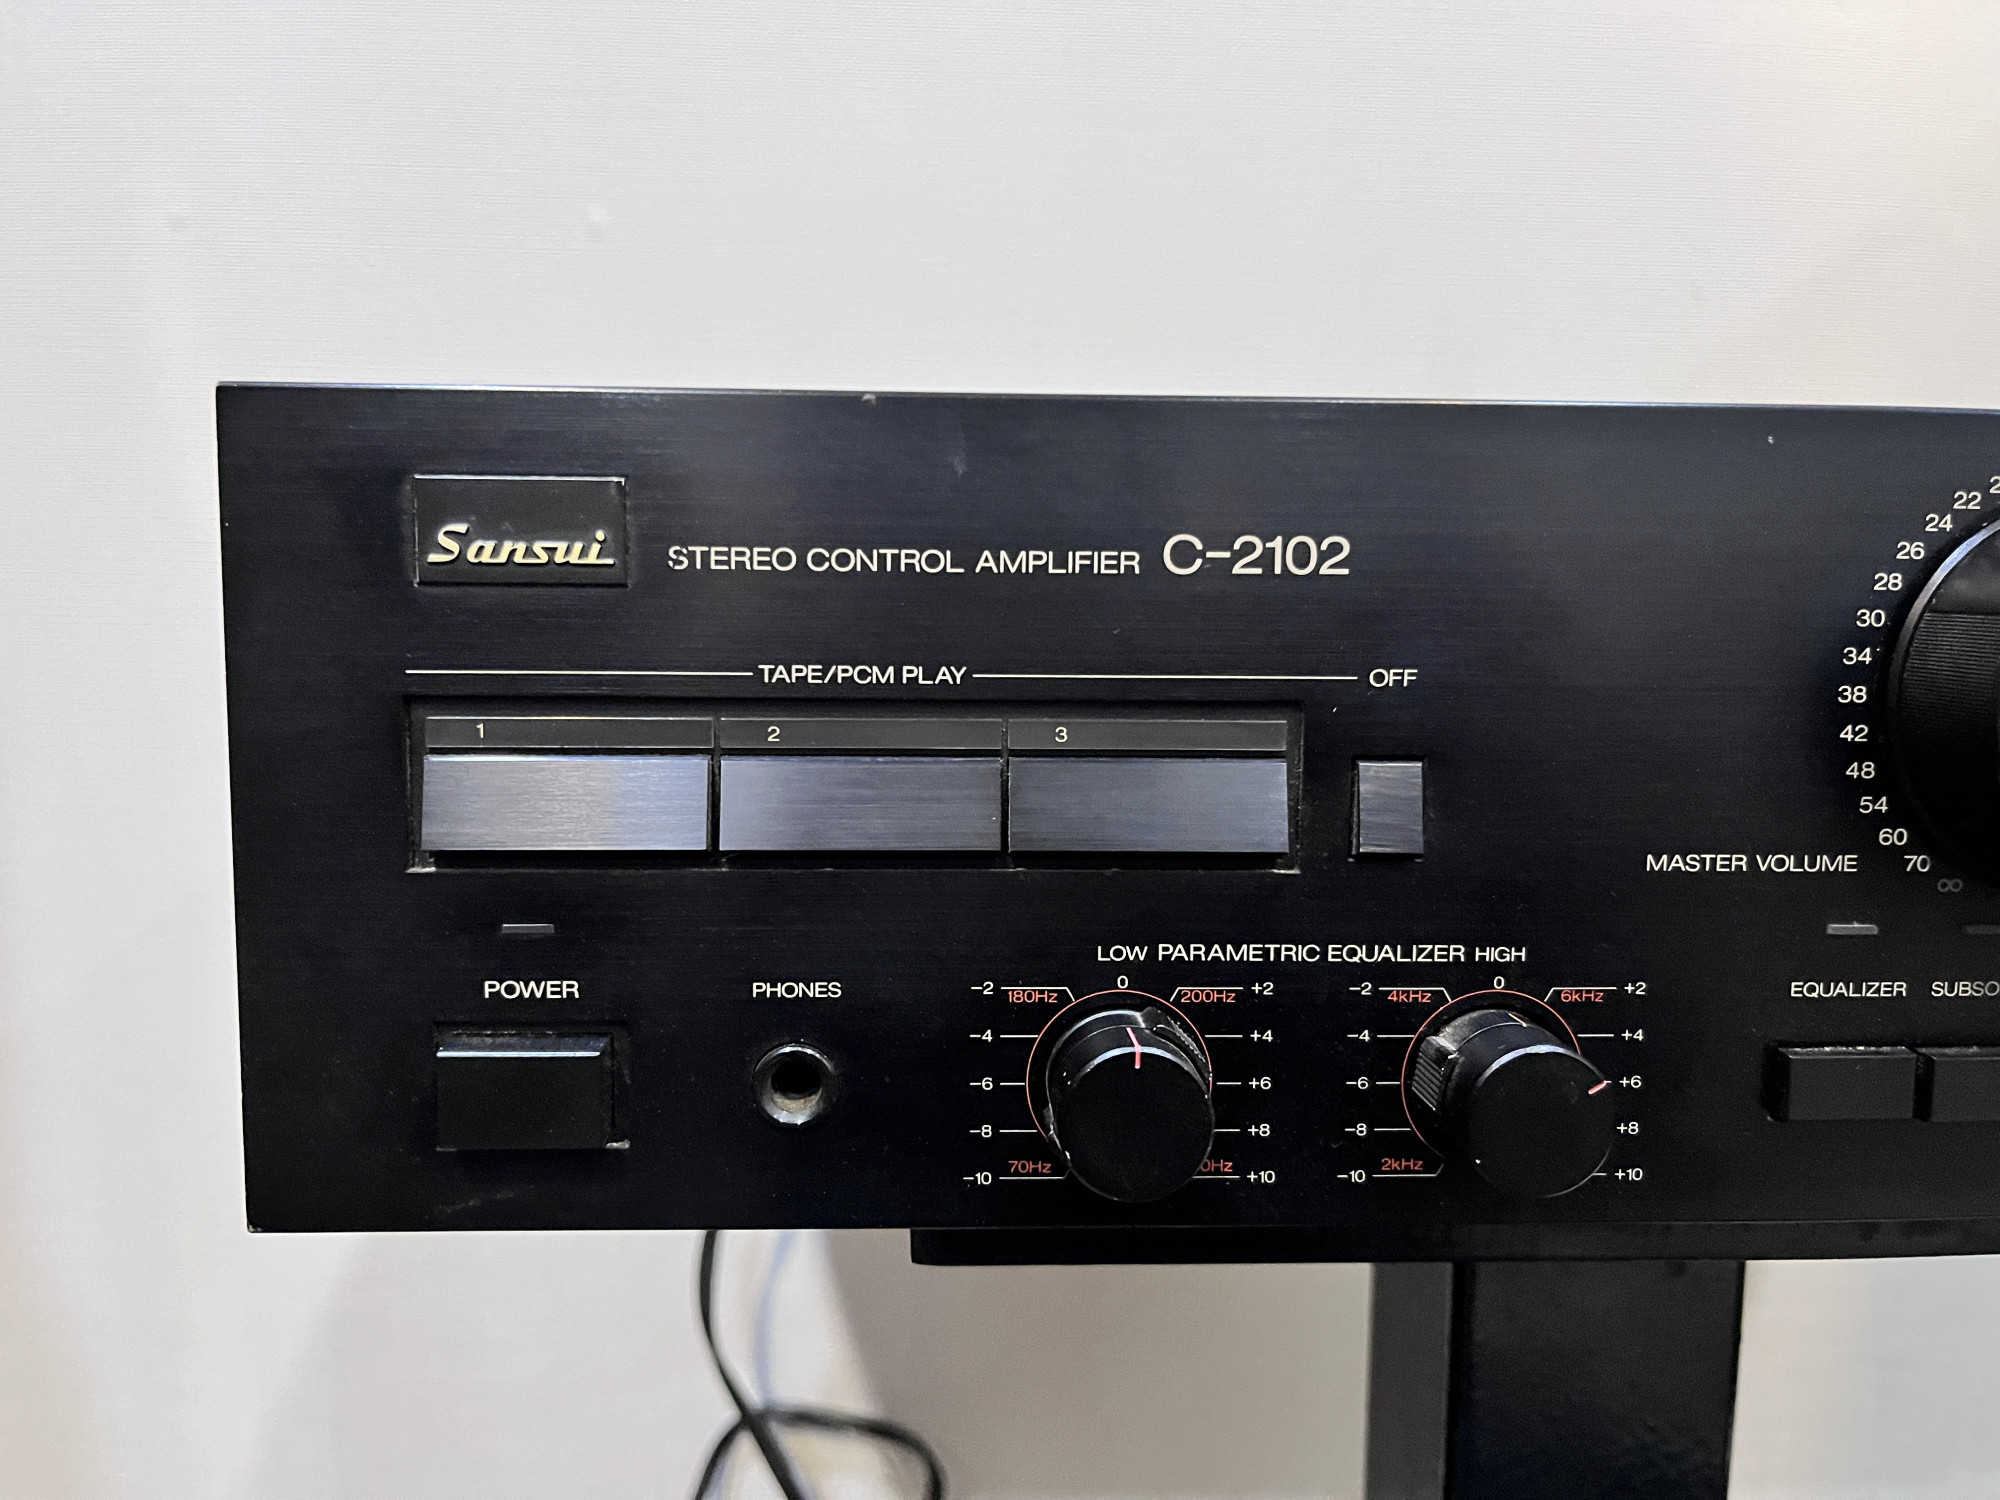 Sansui
STEREO CONTROL AMPLIFIER C-2102
TAPE/PCM PLAY OFF
1 2 3
22
24
26
28
30
34
38
42
48
54
60
70
∞
MASTER VOLUME
POWER
PHONES
LOW PARAMETRIC EQUALIZER HIGH
-2 180Hz 0 200Hz +2
-4 +4
-6 +6
-8 +8
-10 70Hz +10
-2 4kHz 0 6kHz +2
-4 +4
-6 +6
-8 +8
-10 2kHz +10
EQUALIZER